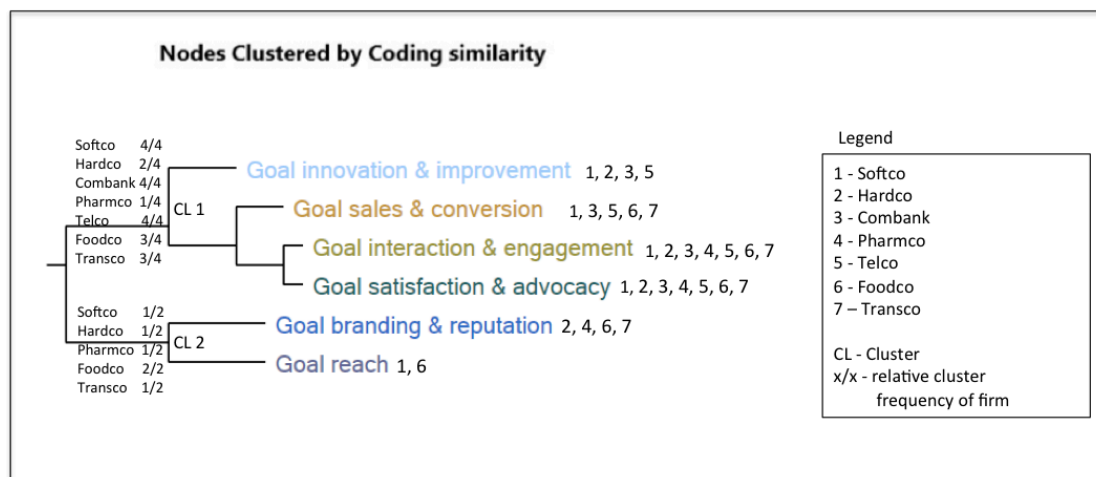 Nodes Clustered by Coding similarity
Softco 4/4
Hardco 2/4
Combank 4/4
Pharmco 1/4
Telco 4/4
Foodco 3/4
Transco 3/4
CL 1
Goal innovation & improvement 1, 2, 3, 5
Goal sales & conversion 1, 3, 5, 6, 7
Goal interaction & engagement 1, 2, 3, 4, 5, 6, 7
Goal satisfaction & advocacy 1, 2, 3, 4, 5, 6, 7
Softco 1/2
Hardco 1/2
Pharmco 1/2
Foodco 2/2
Transco 1/2
CL 2
Goal branding & reputation 2, 4, 6, 7
Goal reach 1, 6
Legend
1 - Softco
2 - Hardco
3 - Combank
4 - Pharmco
5 - Telco
6 - Foodco
7 – Transco
CL - Cluster
x/x - relative cluster
frequency of firm